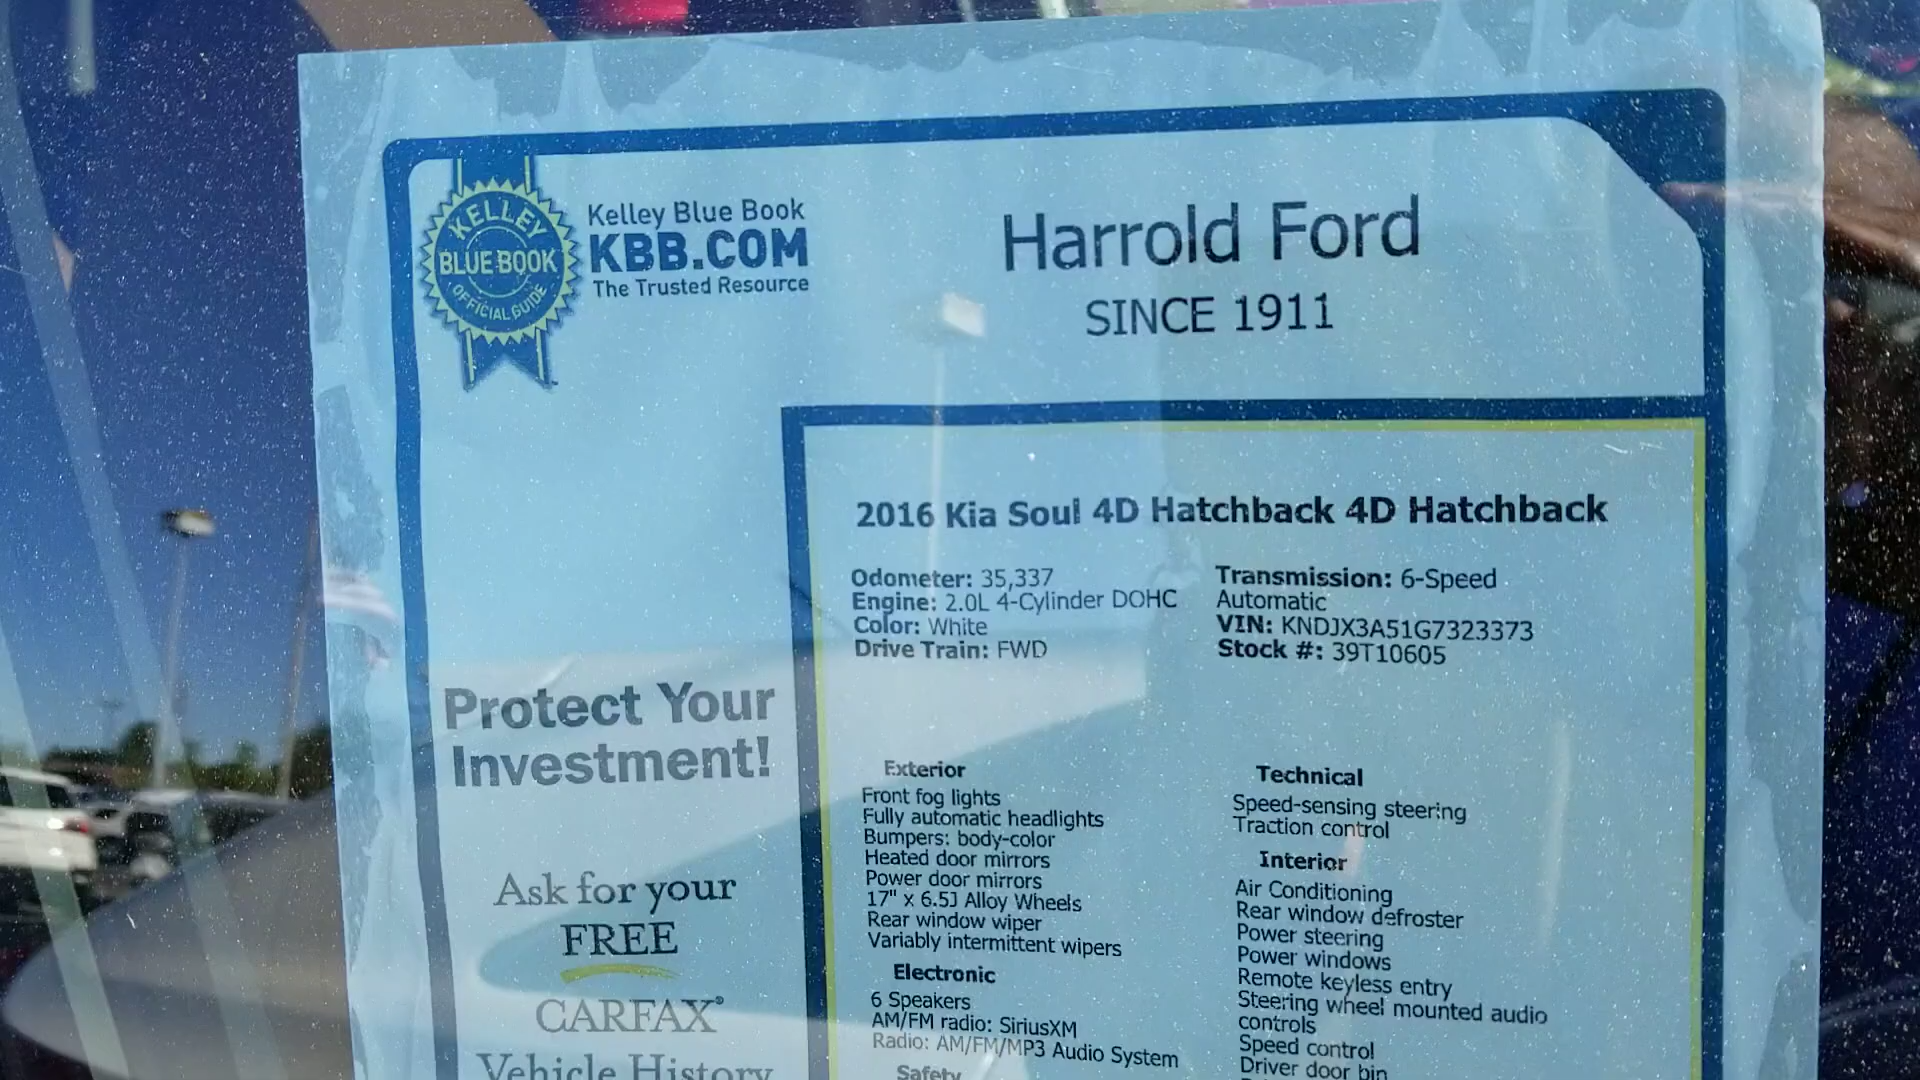 KELLEY
BLUE BOOK
OFFICIAL GUIDE
Kelley Blue Book
KBB.COM
The Trusted Resource
Harrold Ford
SINCE 1911
2016 Kia Soul 4D Hatchback 4D Hatchback
Odometer: 35,337
Engine: 2.0L 4-Cylinder DOHC
Color: White
Drive Train: FWD
Transmission: 6-Speed
Automatic
VIN: KNDJX3A51G7323373
Stock #: 39T10605
Protect Your
Investment!
Ask for your
FREE
CARFAX®
Vehicle History
Exterior
Front fog lights
Fully automatic headlights
Bumpers: body-color
Heated door mirrors
Power door mirrors
17" x 6.5J Alloy Wheels
Rear window wiper
Variably intermittent wipers
Electronic
6 Speakers
AM/FM radio: SiriusXM
Radio: AM/FM/MP3 Audio System
Safety
Technical
Speed-sensing steering
Traction control
Interior
Air Conditioning
Rear window defroster
Power steering
Power windows
Remote keyless entry
Steering wheel mounted audio
controls
Speed control
Driver door bin